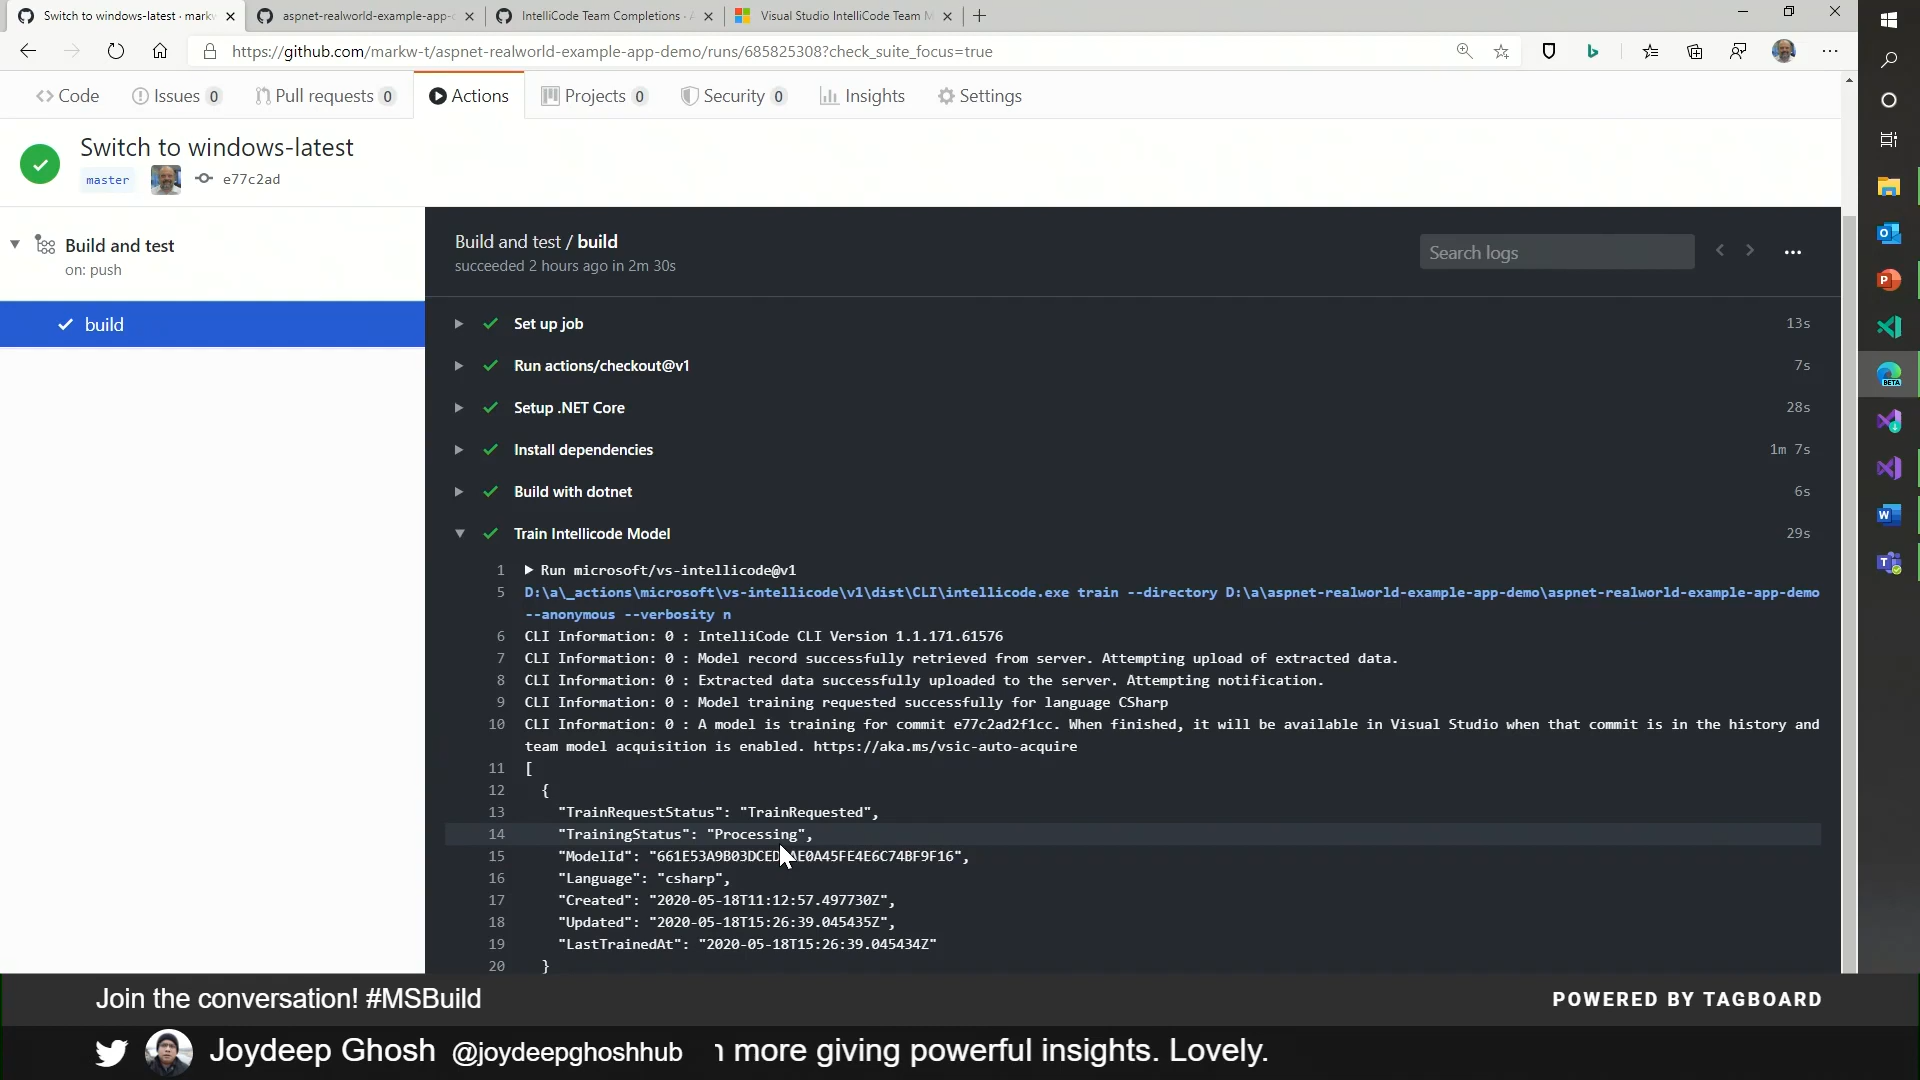 Switch to windows-latest · markw
aspnet-realworld-example-app-
IntelliCode Team Completions ·
Visual Studio IntelliCode Team M
https://github.com/markw-t/aspnet-realworld-example-app-demo/runs/685825308?check_suite_focus=true
Code
Issues 0
Pull requests 0
Actions
Projects 0
Security 0
Insights
Settings
Switch to windows-latest
master
e77c2ad
Build and test
on: push
build
Build and test / build
succeeded 2 hours ago in 2m 30s
Search logs
Set up job 13s
Run actions/checkout@v1 7s
Setup .NET Core 28s
Install dependencies 1m 7s
Build with dotnet 6s
Train Intellicode Model 29s
1 Run microsoft/vs-intellicode@v1
5 D:\a\_actions\microsoft\vs-intellicode\v1\dist\CLI\intellicode.exe train --directory D:\a\aspnet-realworld-example-app-demo\aspnet-realworld-example-app-demo
--anonymous --verbosity n
6 CLI Information: 0 : IntelliCode CLI Version 1.1.171.61576
7 CLI Information: 0 : Model record successfully retrieved from server. Attempting upload of extracted data.
8 CLI Information: 0 : Extracted data successfully uploaded to the server. Attempting notification.
9 CLI Information: 0 : Model training requested successfully for language CSharp
10 CLI Information: 0 : A model is training for commit e77c2ad2f1cc. When finished, it will be available in Visual Studio when that commit is in the history and
team model acquisition is enabled. https://aka.ms/vsic-auto-acquire
11 [
12 {
13 "TrainRequestStatus": "TrainRequested",
14 "TrainingStatus": "Processing",
15 "ModelId":
16 "Language": "csharp",
17 "Created": "2020-05-18T11:12:57.497730Z",
18 "Updated": "2020-05-18T15:26:39.045435Z",
19 "LastTrainedAt": "2020-05-18T15:26:39.045434Z"
20 }
BETA
Join the conversation! #MSBuild
POWERED BY TAGBOARD
Joydeep Ghosh @joydeepghoshhub more giving powerful insights. Lovely.